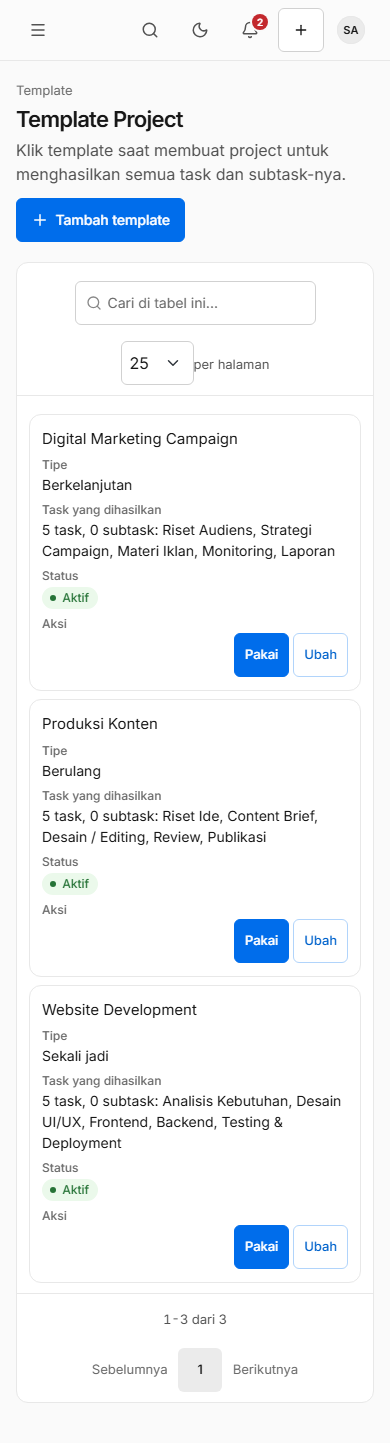 2
+
SA
Template
Template Project
Klik template saat membuat project untuk
menghasilkan semua task dan subtask-nya.
+ Tambah template
Cari di tabel ini...
25
per halaman
Digital Marketing Campaign
Tipe
Berkelanjutan
Task yang dihasilkan
5 task, 0 subtask: Riset Audiens, Strategi
Campaign, Materi Iklan, Monitoring, Laporan
Status
Aktif
Aksi
Pakai
Ubah
Produksi Konten
Tipe
Berulang
Task yang dihasilkan
5 task, 0 subtask: Riset Ide, Content Brief,
Desain / Editing, Review, Publikasi
Status
Aktif
Aksi
Pakai
Ubah
Website Development
Tipe
Sekali jadi
Task yang dihasilkan
5 task, 0 subtask: Analisis Kebutuhan, Desain
UI/UX, Frontend, Backend, Testing &
Deployment
Status
Aktif
Aksi
Pakai
Ubah
1-3 dari 3
Sebelumnya
1
Berikutnya